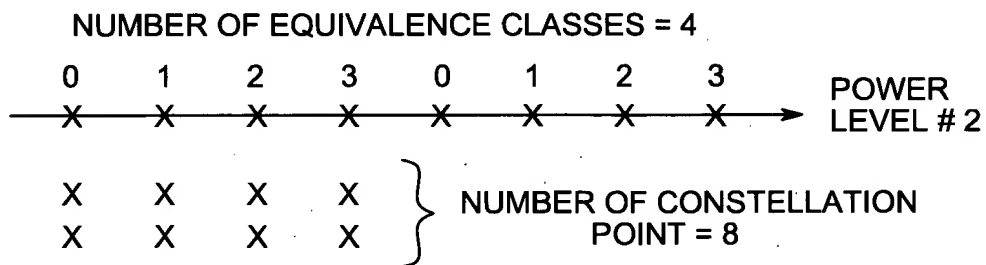 NUMBER OF EQUIVALENCE CLASSES = 4
0 1 2 3 0 1 2 3
X X X X X X X X
POWER
LEVEL # 2
X X X X
X X X X
NUMBER OF CONSTELLATION
POINT = 8